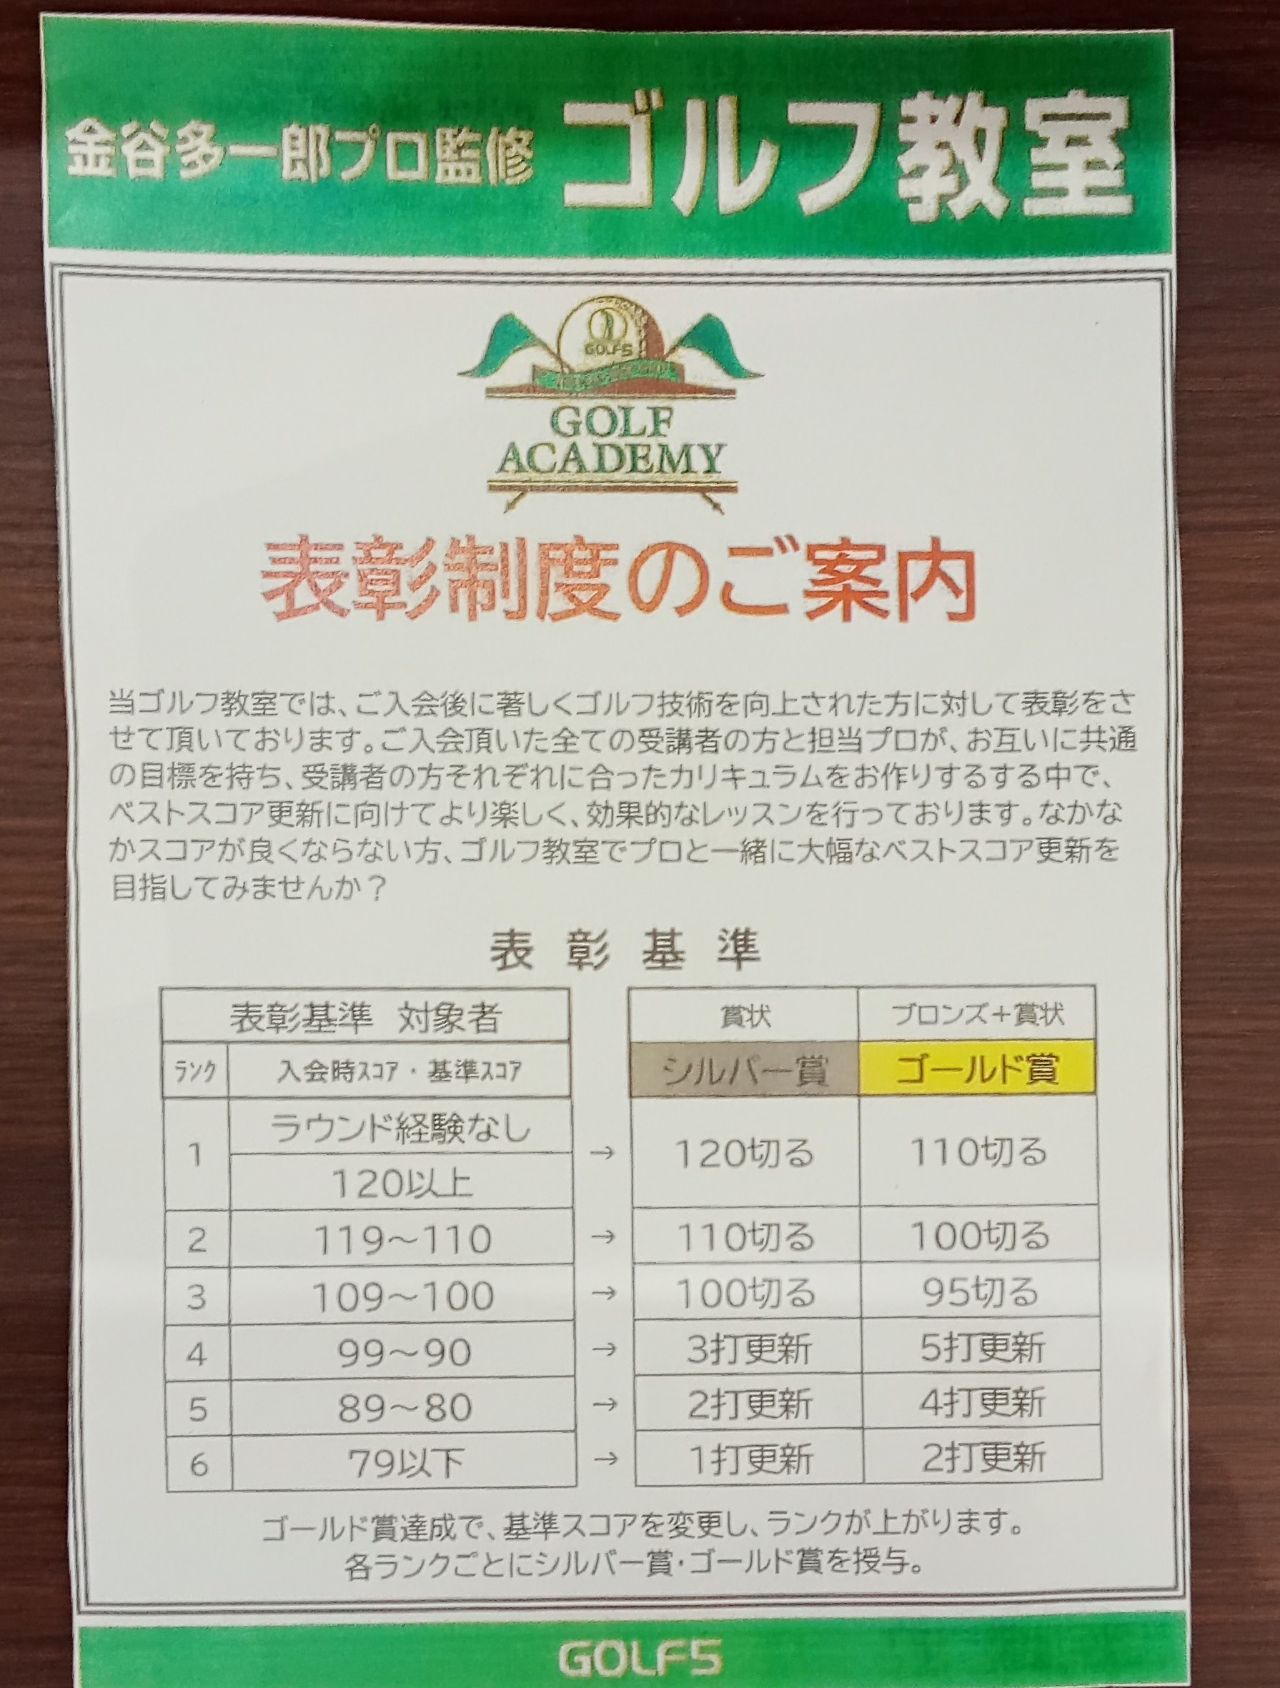 金谷多一郎プロ監修 ゴルフ教室
GOLF5
GOLF
ACADEMY
表彰制度のご案内
当ゴルフ教室では、ご入会後に著しくゴルフ技術を向上された方に対して表彰をさ
せて頂いております。ご入会頂いた全ての受講者の方と担当プロが、お互いに共通
の目標を持ち、受講者の方それぞれに合ったカリキュラムをお作りするする中で、
ベストスコア更新に向けてより楽しく、効果的なレッスンを行っております。なかな
かスコアが良くならない方、ゴルフ教室でプロと一緒に大幅なベストスコア更新を
目指してみませんか？
表彰基準
表彰基準 対象者 賞状 ブロンズ＋賞状
ﾗﾝｸ 入会時ｽｺｱ・基準ｽｺｱ シルバー賞 ゴールド賞
ラウンド経験なし
1 → 120切る 110切る
120以上
2 119～110 → 110切る 100切る
3 109～100 → 100切る 95切る
4 99～90 → 3打更新 5打更新
5 89～80 → 2打更新 4打更新
6 79以下 → 1打更新 2打更新
ゴールド賞達成で、基準スコアを変更し、ランクが上がります。
各ランクごとにシルバー賞・ゴールド賞を授与。
GOLF5